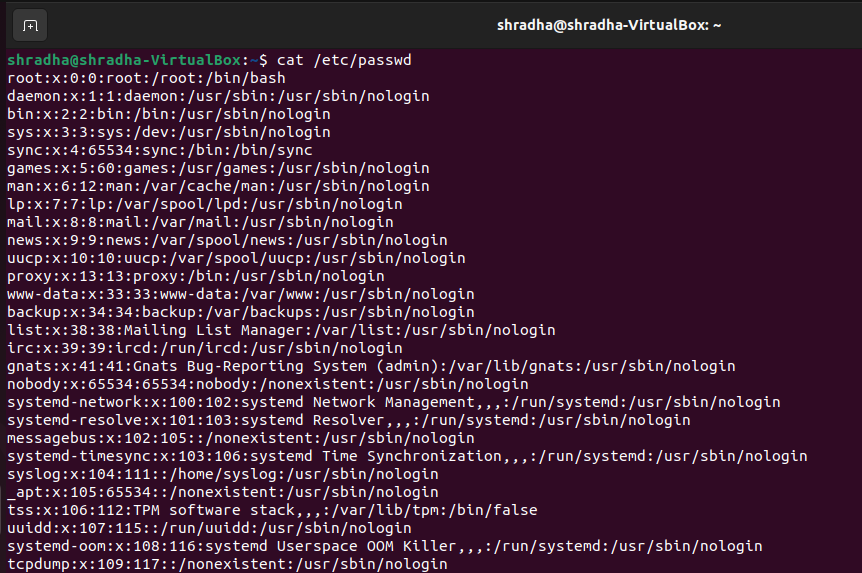 shradha@shradha-VirtualBox: ~
shradha@shradha-VirtualBox:~$ cat /etc/passwd
root:x:0:0:root:/root:/bin/bash
daemon:x:1:1:daemon:/usr/sbin:/usr/sbin/nologin
bin:x:2:2:bin:/bin:/usr/sbin/nologin
sys:x:3:3:sys:/dev:/usr/sbin/nologin
sync:x:4:65534:sync:/bin:/bin/sync
games:x:5:60:games:/usr/games:/usr/sbin/nologin
man:x:6:12:man:/var/cache/man:/usr/sbin/nologin
lp:x:7:7:lp:/var/spool/lpd:/usr/sbin/nologin
mail:x:8:8:mail:/var/mail:/usr/sbin/nologin
news:x:9:9:news:/var/spool/news:/usr/sbin/nologin
uucp:x:10:10:uucp:/var/spool/uucp:/usr/sbin/nologin
proxy:x:13:13:proxy:/bin:/usr/sbin/nologin
www-data:x:33:33:www-data:/var/www:/usr/sbin/nologin
backup:x:34:34:backup:/var/backups:/usr/sbin/nologin
list:x:38:38:Mailing List Manager:/var/list:/usr/sbin/nologin
irc:x:39:39:ircd:/run/ircd:/usr/sbin/nologin
gnats:x:41:41:Gnats Bug-Reporting System (admin):/var/lib/gnats:/usr/sbin/nologin
nobody:x:65534:65534:nobody:/nonexistent:/usr/sbin/nologin
systemd-network:x:100:102:systemd Network Management,,,:/run/systemd:/usr/sbin/nologin
systemd-resolve:x:101:103:systemd Resolver,,,:/run/systemd:/usr/sbin/nologin
messagebus:x:102:105::/nonexistent:/usr/sbin/nologin
systemd-timesync:x:103:106:systemd Time Synchronization,,,:/run/systemd:/usr/sbin/nologin
syslog:x:104:111::/home/syslog:/usr/sbin/nologin
_apt:x:105:65534::/nonexistent:/usr/sbin/nologin
tss:x:106:112:TPM software stack,,,:/var/lib/tpm:/bin/false
uuidd:x:107:115::/run/uuidd:/usr/sbin/nologin
systemd-oom:x:108:116:systemd Userspace OOM Killer,,,:/run/systemd:/usr/sbin/nologin
tcpdump:x:109:117::/nonexistent:/usr/sbin/nologin